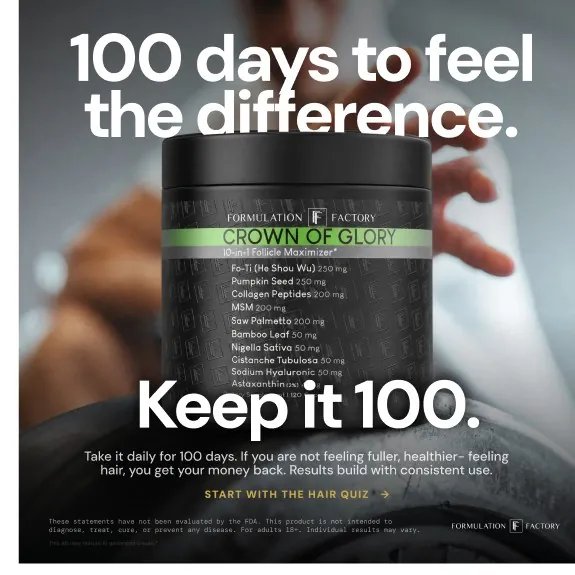 100 days to feel
the difference.
FORMULATION FF FACTORY
CROWN OF GLORY
10-in-1 Follicle Maximizer*
Fo-Ti (He Shou Wu) 250 mg
Pumpkin Seed 250 mg
Collagen Peptides 200 mg
MSM 200 mg
Saw Palmetto 200 mg
Bamboo Leaf 50 mg
Nigella Sativa 50 mg
Cistanche Tubulosa 50 mg
Sodium Hyaluronic 50 mg
Astaxanthin
Keep it 100.
Take it daily for 100 days. If you are not feeling fuller, healthier- feeling
hair, you get your money back. Results build with consistent use.
START WITH THE HAIR QUIZ →
These statements have not been evaluated by the FDA. This product is not intended to
diagnose, treat, cure, or prevent any disease. For adults 18+. Individual results may vary.
FORMULATION FF FACTORY